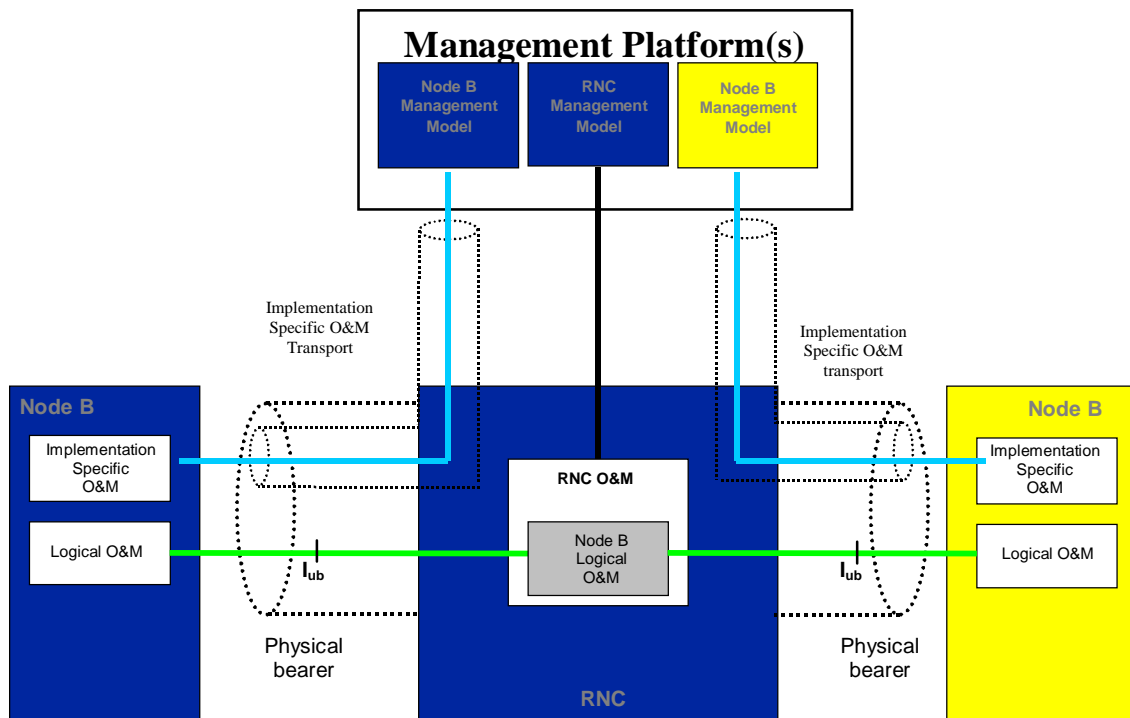 Management Platform(s)
Node B
Management
Model
RNC
Management
Model
Node B
Management
Model
Implementation
Specific O&M
Transport
Implementation
Specific O&M
transport
Node B
Implementation
Specific
O&M
Logical O&M
Iub
Physical
bearer
RNC O&M
Node B
Logical
O&M
RNC
Iub
Physical
bearer
Node B
Implementation
Specific
O&M
Logical O&M